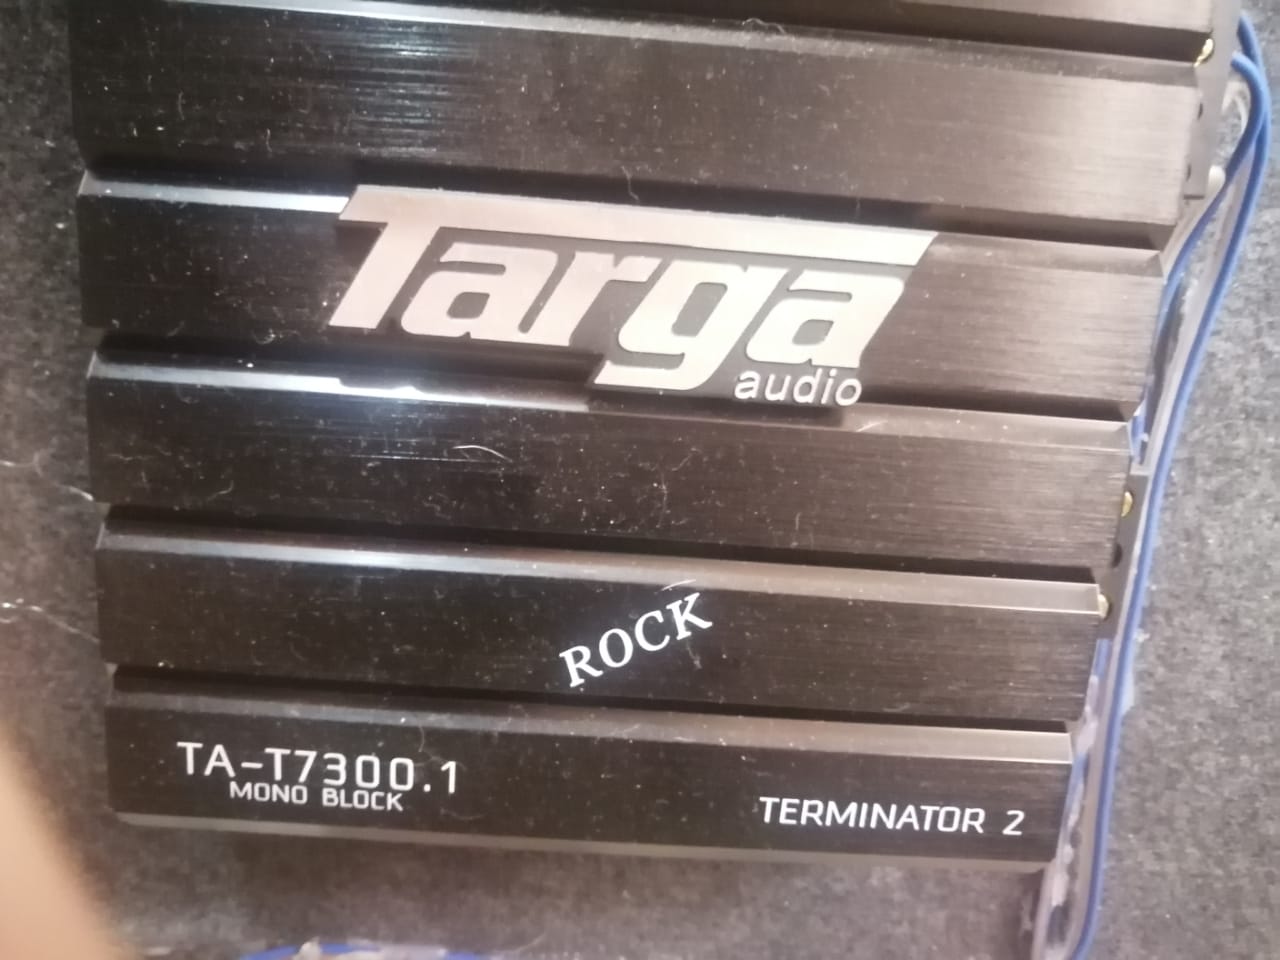 Targa
audio
ROCK
TA-T7300.1
MONO BLOCK
TERMINATOR 2